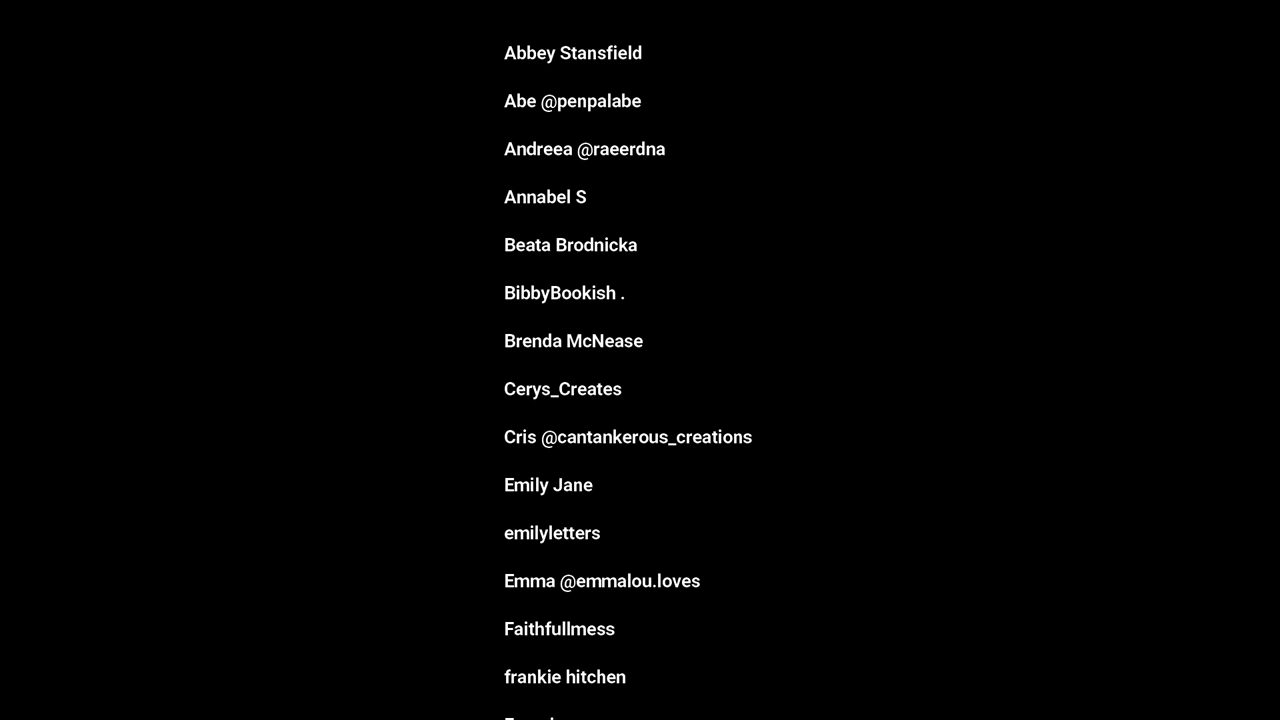 Abbey Stansfield
Abe @penpalabe
Andreea @raeerdna
Annabel S
Beata Brodnicka
BibbyBookish .
Brenda McNease
Cerys_Creates
Cris @cantankerous_creations
Emily Jane
emilyletters
Emma @emmalou.loves
Faithfullmess
frankie hitchen